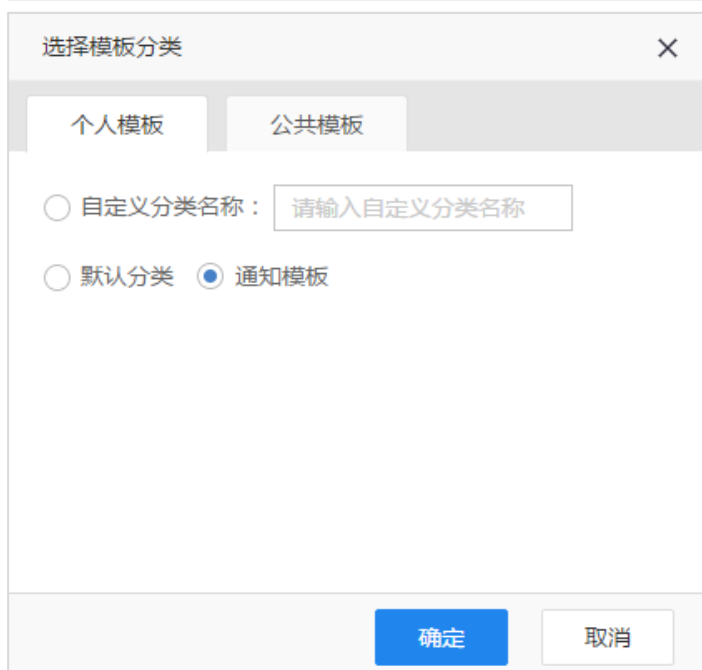 选择模板分类
个人模板 公共模板
自定义分类名称： 请输入自定义分类名称
默认分类 通知模板
确定 取消